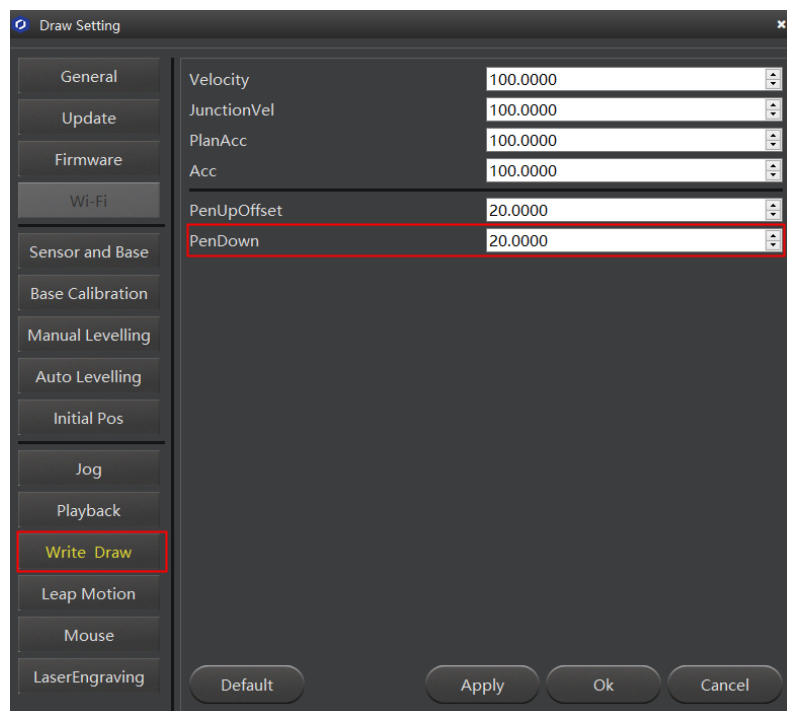 Draw Setting
General
Update
Firmware
Wi-Fi
Sensor and Base
Base Calibration
Manual Levelling
Auto Levelling
Initial Pos
Jog
Playback
Write Draw
Leap Motion
Mouse
LaserEngraving
Velocity 100.0000
JunctionVel 100.0000
PlanAcc 100.0000
Acc 100.0000
PenUpOffset 20.0000
PenDown 20.0000
Default Apply Ok Cancel